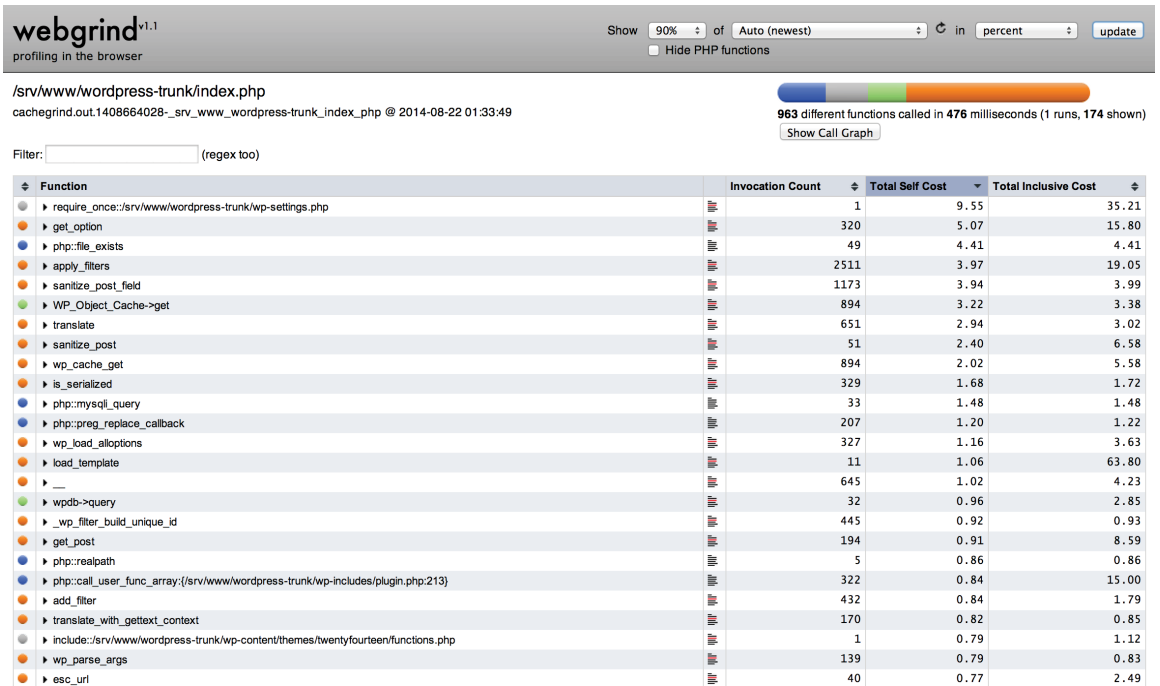 webgrind v1.1
profiling in the browser
Show 90% of Auto (newest) in percent update
Hide PHP functions
/srv/www/wordpress-trunk/index.php
cachegrind.out.1408664028-_srv_www_wordpress-trunk_index_php @ 2014-08-22 01:33:49
963 different functions called in 476 milliseconds (1 runs, 174 shown)
Show Call Graph
Filter: (regex too)
Function Invocation Count Total Self Cost Total Inclusive Cost
require_once::/srv/www/wordpress-trunk/wp-settings.php 1 9.55 35.21
get_option 320 5.07 15.80
php::file_exists 49 4.41 4.41
apply_filters 2511 3.97 19.05
sanitize_post_field 1173 3.94 3.99
WP_Object_Cache->get 894 3.22 3.38
translate 651 2.94 3.02
sanitize_post 51 2.40 6.58
wp_cache_get 894 2.02 5.58
is_serialized 329 1.68 1.72
php::mysqli_query 33 1.48 1.48
php::preg_replace_callback 207 1.20 1.22
wp_load_alloptions 327 1.16 3.63
load_template 11 1.06 63.80
__ 645 1.02 4.23
wpdb->query 32 0.96 2.85
_wp_filter_build_unique_id 445 0.92 0.93
get_post 194 0.91 8.59
php::realpath 5 0.86 0.86
php::call_user_func_array:{/srv/www/wordpress-trunk/wp-includes/plugin.php:213} 322 0.84 15.00
add_filter 432 0.84 1.79
translate_with_gettext_context 170 0.82 0.85
include::/srv/www/wordpress-trunk/wp-content/themes/twentyfourteen/functions.php 1 0.79 1.12
wp_parse_args 139 0.79 0.83
esc_url 40 0.77 2.49